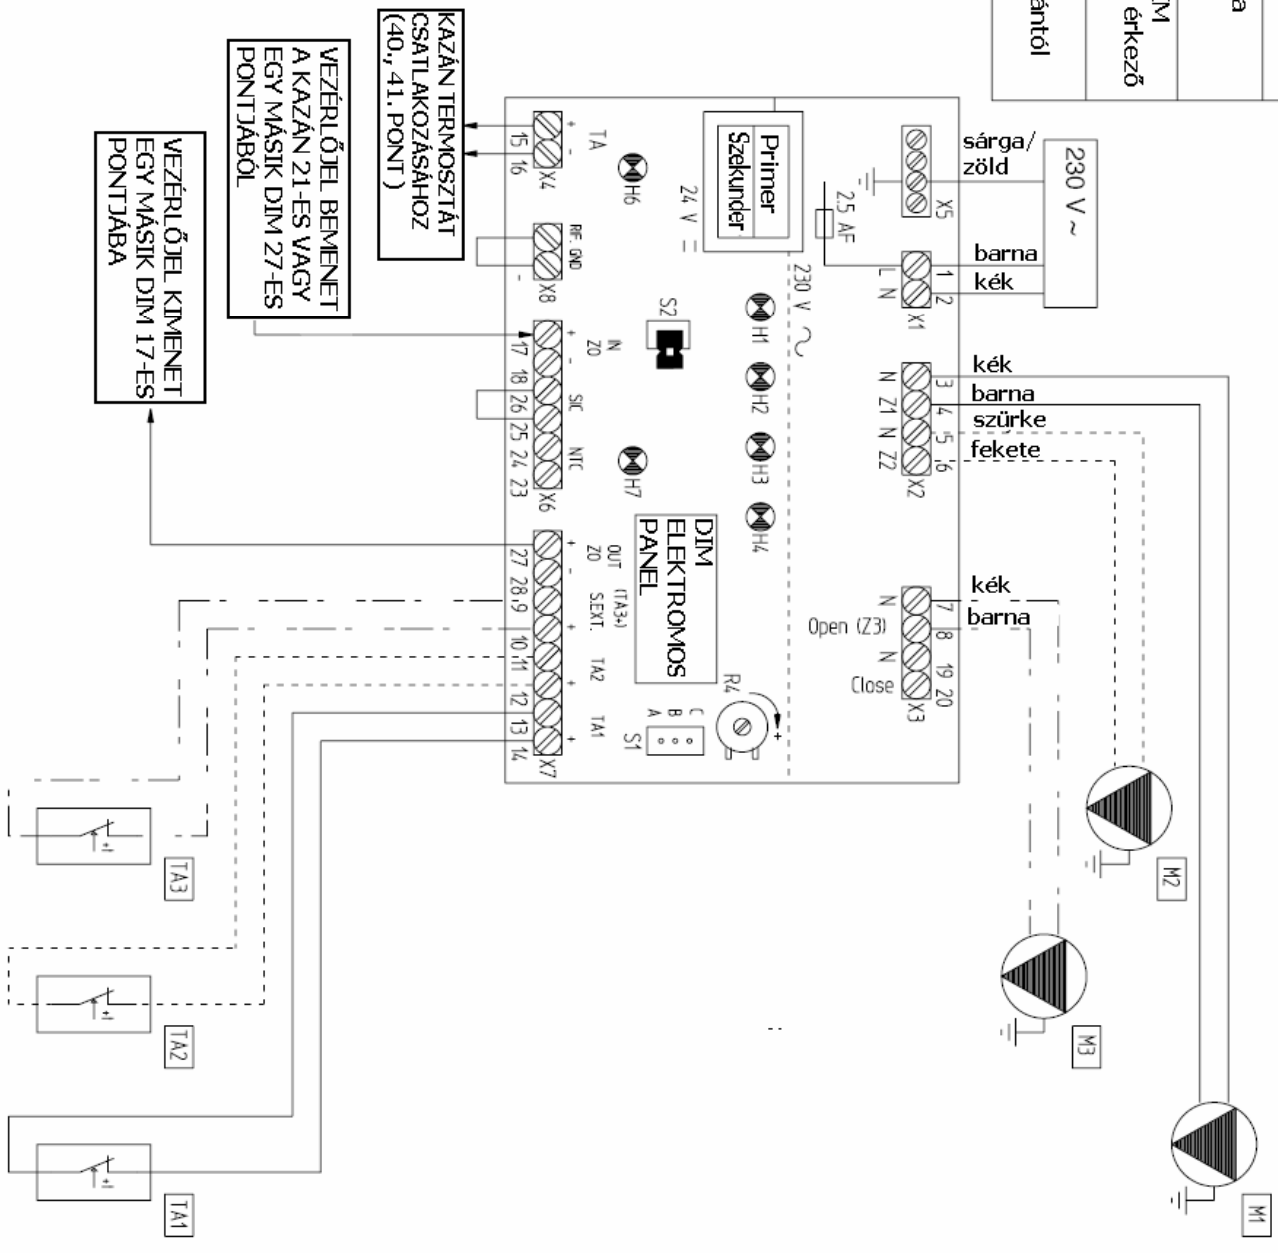 ántól
EM
érkező
a
KAZÁN TERMOSZTÁT
CSATLAKOZÁSÁHOZ
(40., 41. PONT )
VEZÉRLŐJEL BEMENET
A KAZÁN 21-ES VAGY
EGY MÁSIK DIM 27-ES
PONTJÁBÓL
VEZÉRLŐJEL KIMENET
EGY MÁSIK DIM 17-ES
PONTJÁBA
230 V ~
sárga/
zöld
barna
kék
kék
barna
szürke
fekete
kék
barna
X5
1 2
L N
X1
3 4 5 6
N Z1 N Z2
X2
7 8 19 20
N
Open (Z3)
N
Close
X3
Primer
Szekunder
24 V
2.5 AF
230 V
H1
H2
H3
H4
H6
H7
S2
DIM
ELEKTROMOS
PANEL
R4
+
A B C
S1
TA
+ -
15 16
X4
RIF. GND
-
X8
IN
Z0
+ -
SIC
NTC
17 18 26 25 24 23
X6
OUT
Z0
+ -
(TA3+)
S.EXT.
+
TA2
+
TA1
+
27 28,9 10 11 12 13 14
X7
TA3
TA2
TA1
M2
M3
M1